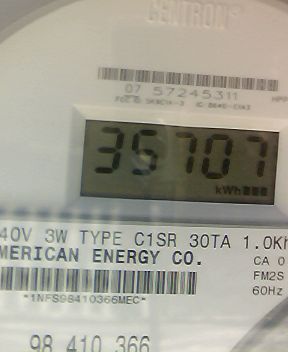 CENTRON®
07 57245311
35707
kWh
40V 3W TYPE C1SR 30TA 1.0Kh
MERICAN ENERGY CO.
CA 0
FM2S
60Hz
*1NFS98410366MEC*
98 410 366